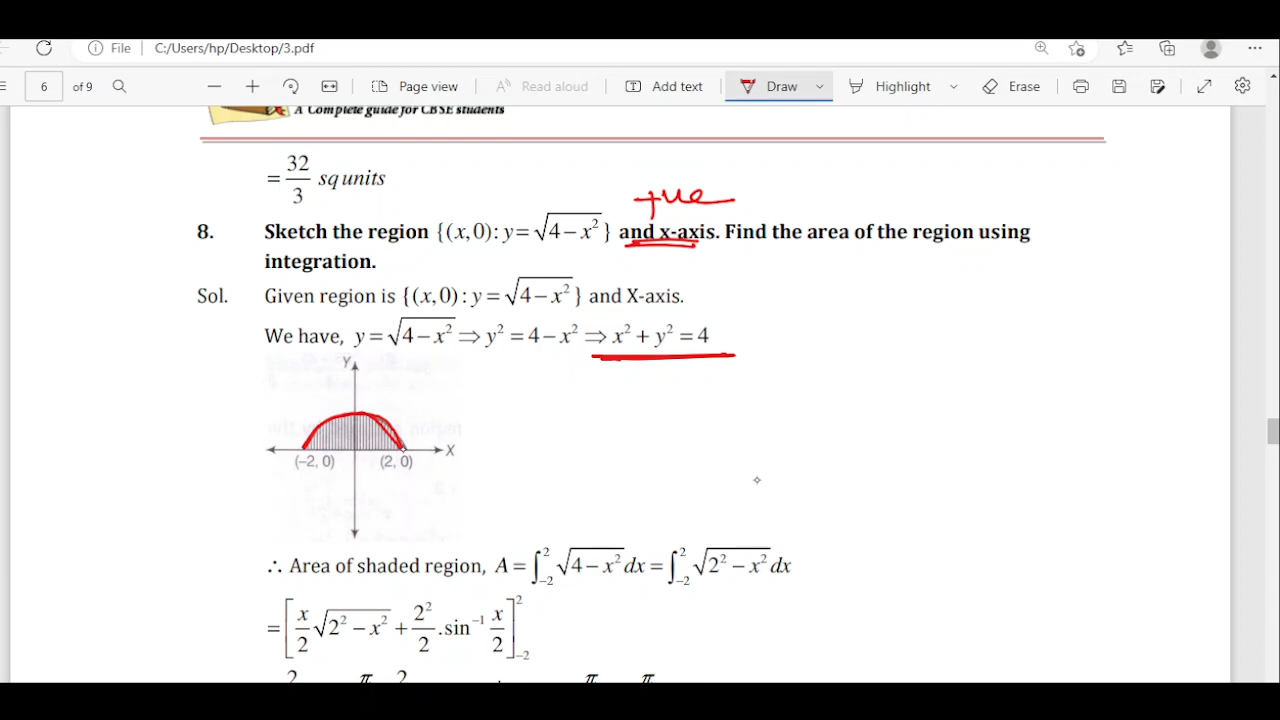 File C:/Users/hp/Desktop/3.pdf
6 of 9 Page view Read aloud Add text Draw Highlight Erase
A Complete guide for CBSE students
= 32/3 sq units
+ve
8. Sketch the region {(x,0): y=√(4−x²)} and x-axis. Find the area of the region using
integration.
Sol. Given region is {(x,0): y=√(4−x²)} and X-axis.
We have, y=√(4−x²) ⇒ y² = 4−x² ⇒ x² + y² = 4
Y
X
(−2, 0) (2, 0)
∴ Area of shaded region, A = ∫₋₂² √(4−x²) dx = ∫₋₂² √(2²−x²) dx
= [x/2 √(2²−x²) + 2²/2 .sin⁻¹ x/2]₋₂²